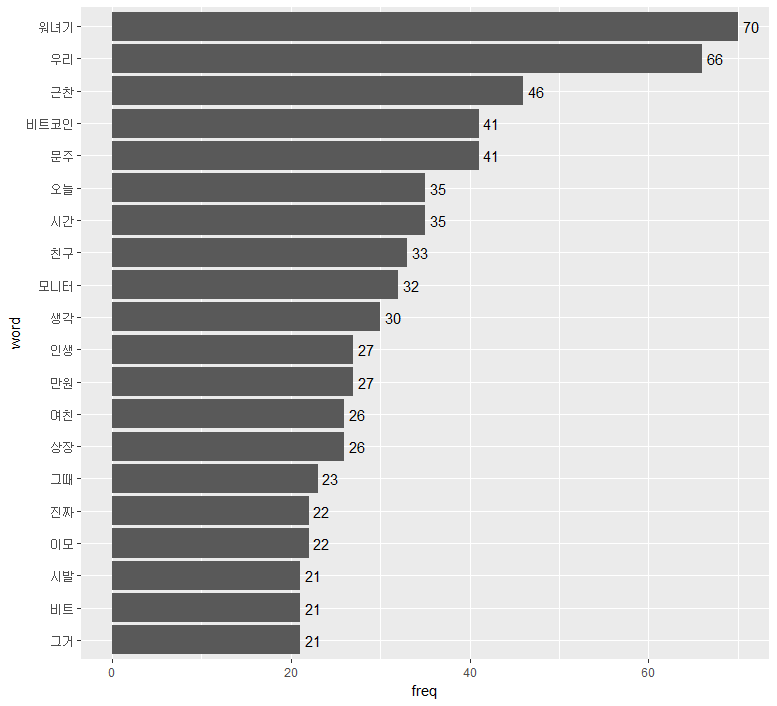 워녀기 70
우리 66
근찬 46
비트코인 41
문주 41
오늘 35
시간 35
친구 33
모니터 32
생각 30
인생 27
만원 27
여친 26
상장 26
그때 23
진짜 22
이모 22
시발 21
비트 21
그거 21
word
0 20 40 60
freq